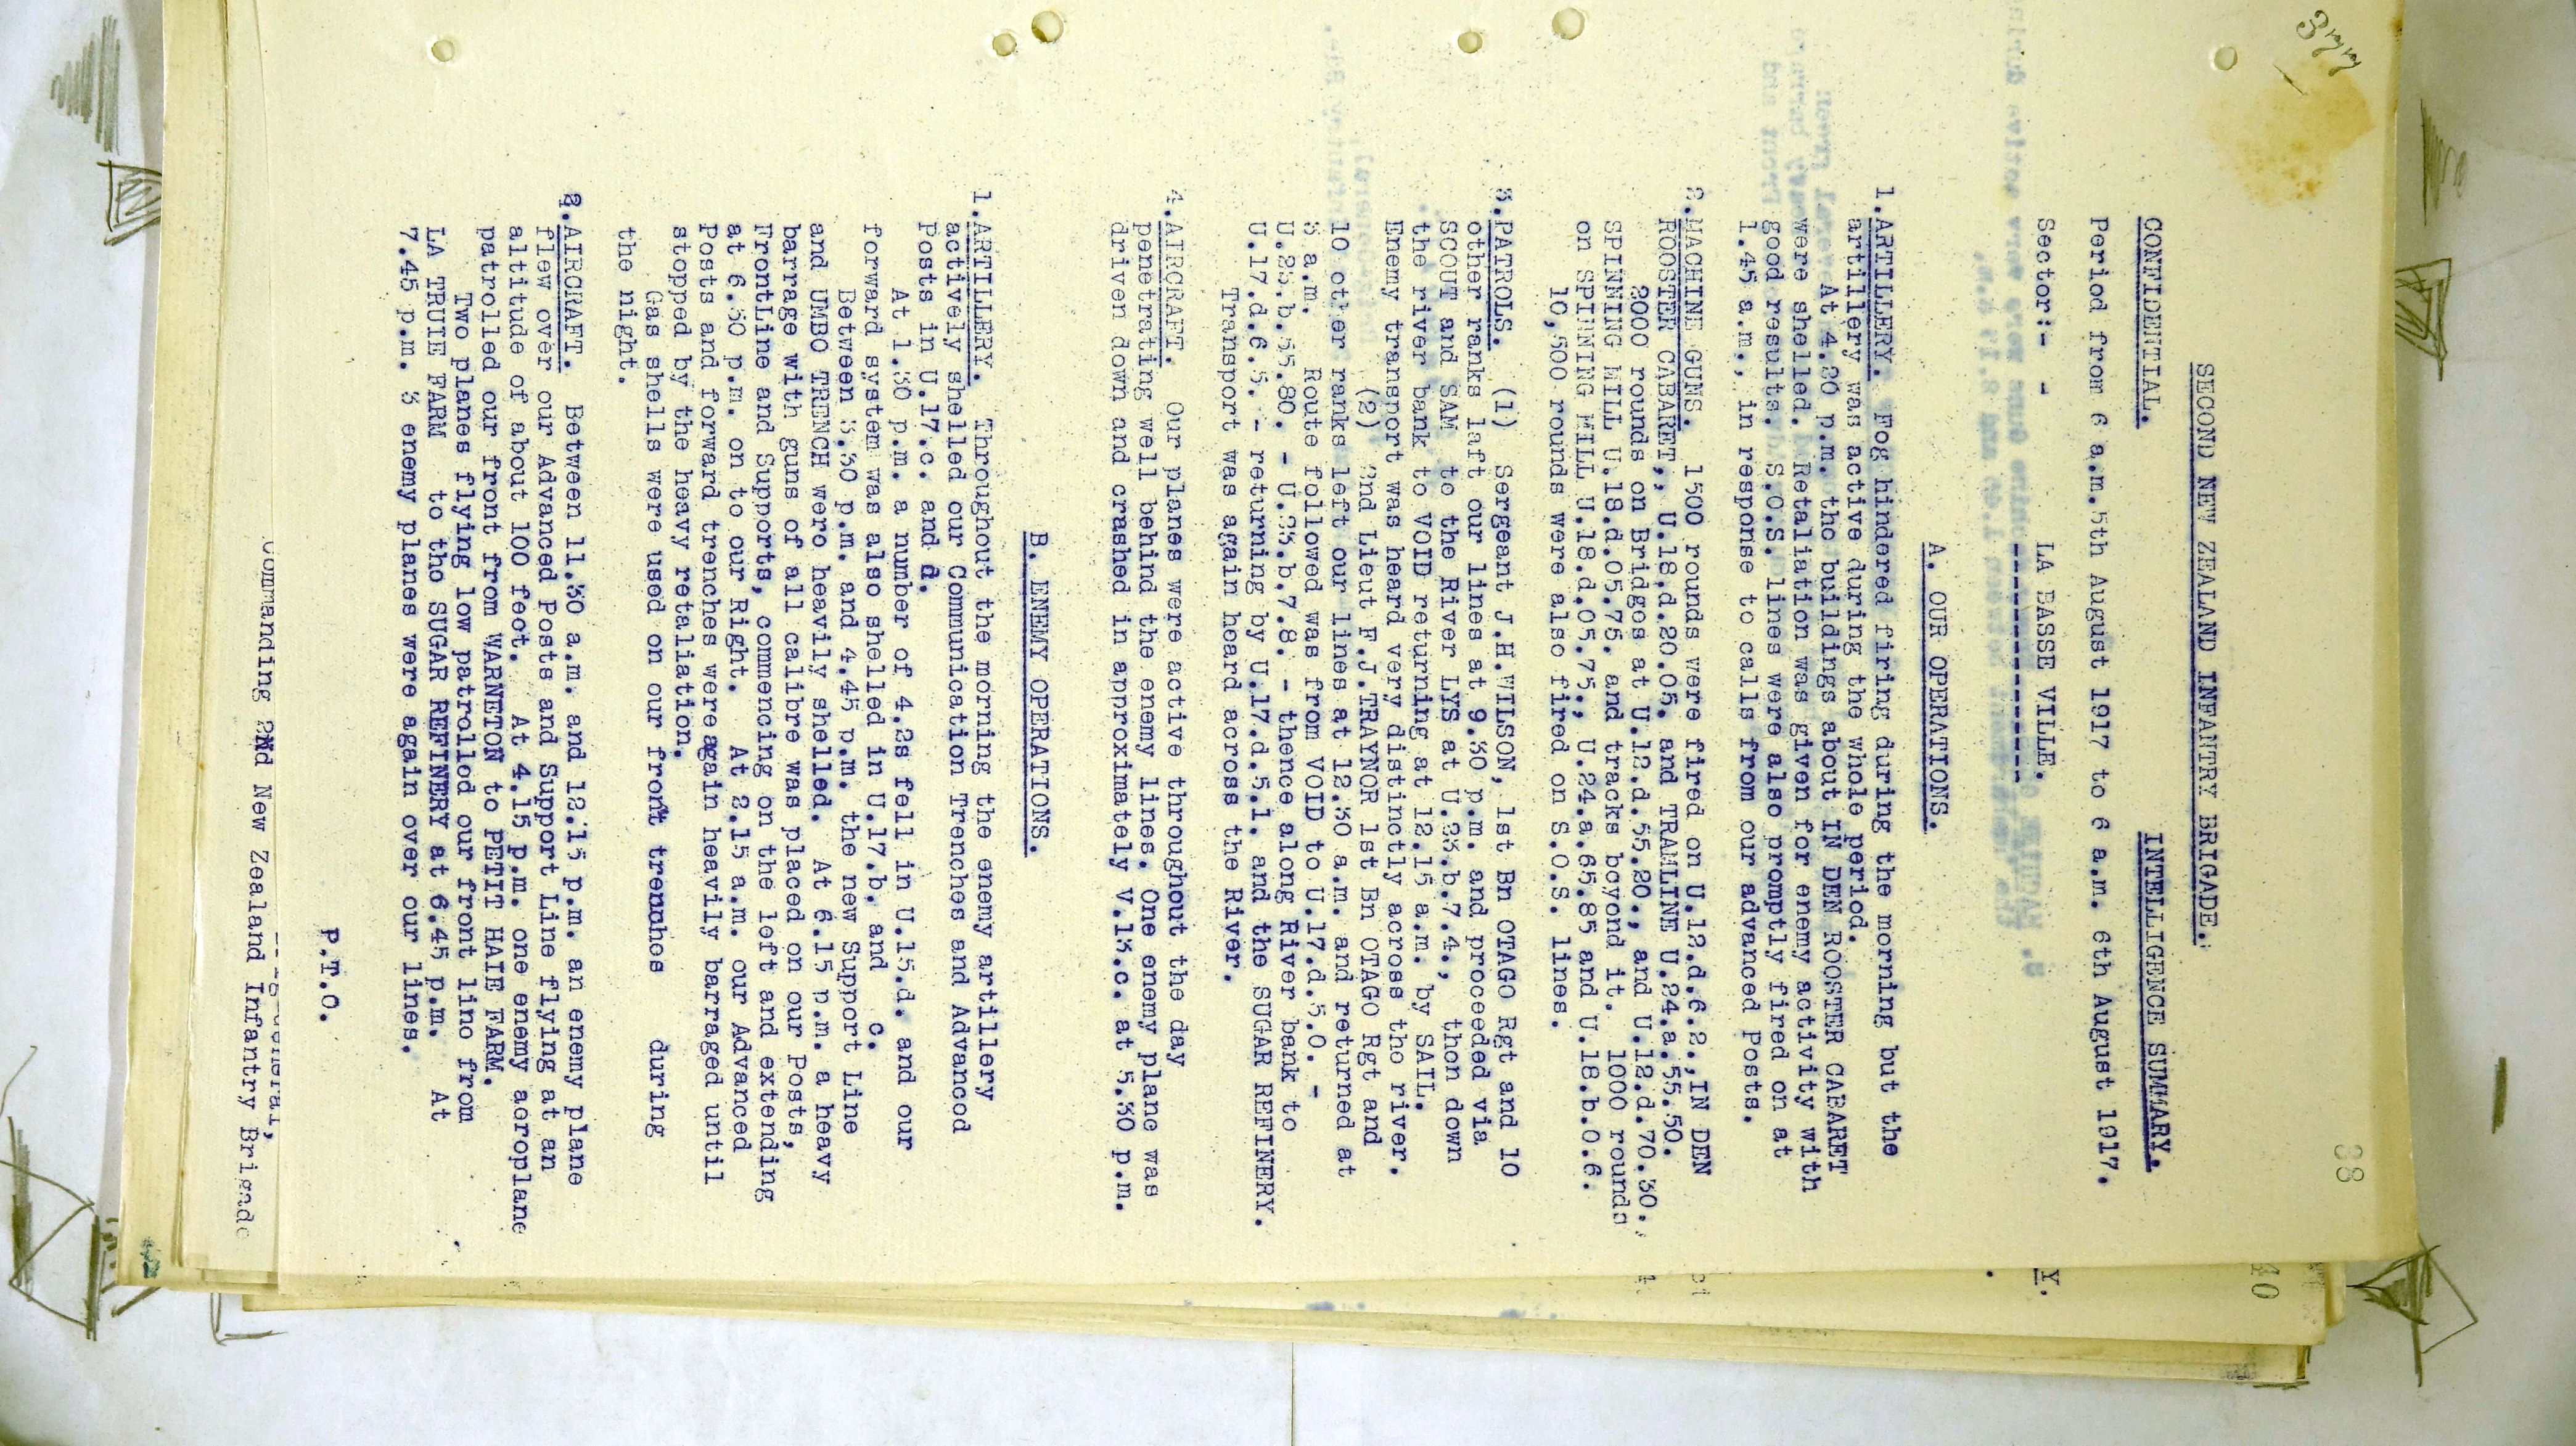 38
SECOND NEW ZEALAND INFANTRY BRIGADE.
CONFIDENTIAL. INTELLIGENCE SUMMARY.
Period from 6 a.m. 5th August 1917 to 6 a.m. 6th August 1917.
Sector:- - LA BASSE VILLE.
------------------
A. OUR OPERATIONS.
1. ARTILLERY. Fog hindered firing during the morning but the
artillery was active during the whole period.
At 4.20 p.m. the buildings about IN DEN ROOSTER CABARET
were shelled. Retaliation was given for enemy activity with
good results. S.O.S. lines were also promptly fired on at
1.45 a.m., in response to calls from our advanced Posts.
2. MACHINE GUNS. 1500 rounds were fired on U.12.d.6.2., IN DEN
ROOSTER CABARET, U.18.d.20.05. and TRAMLINE U.24.a.55.50.
2000 rounds on Bridges at U.12.d.55.20., and U.12.d.70.30.,
SPINNING MILL U.18.d.05.75. and tracks beyond it. 1000 rounds
on SPINNING MILL U.18.d.05.75., U.24.a.65.85 and U.18.b.0.6.
10,500 rounds were also fired on S.O.S. lines.
3. PATROLS. (1) Sergeant J.H.WILSON, 1st Bn OTAGO Rgt and 10
other ranks laft our lines at 9.30 p.m. and proceeded via
SCOUT and SAM to the River LYS at U.23.b.7.4., thon down
the river bank to VOID returning at 12.15 a.m. by SAIL.
Enemy transport was heard very distinctly across tho river.
(2) 2nd Lieut F.J.TRAYNOR 1st Bn OTAGO Rgt and
10 other ranks left our lines at 12.30 a.m. and returned at
3 a.m. Route followed was from VOID to U.17.d.5.0. -
U.23.b.55.80. - U.23.b.7.8. - thence along River bank to
U.17.d.6.5. - returning by U.17.d.5.1. and the SUGAR REFINERY.
Transport was again heard across the River.
4. AIRCRAFT. Our planes were active throughout the day
penetrating well behind the enemy lines. One enemy plane was
driven down and crashed in approximately V.13.c. at 5.30 p.m.
B. ENEMY OPERATIONS.
1. ARTILLERY. Throughout the morning the enemy artillery
actively shelled our Communication Trenches and Advanced
Posts in U.17.c. and d.
At 1.30 p.m. a number of 4.2s fell in U.15.d. and our
forward system was also shelled in U.17.b. and c.
Between 3.30 p.m. and 4.45 p.m. the new Support Line
and UMBO TRENCH were heavily shelled. At 6.15 p.m. a heavy
barrage with guns of all calibre was placed on our Posts,
FrontLine and Supports, commencing on the left and extending
at 6.50 p.m. on to our Right. At 2.15 a.m. our Advanced
Posts and forward trenches were again heavily barraged until
stopped by the heavy retaliation.
Gas shells were used on our front trenches during
the night.
2. AIRCRAFT. Between 11.30 a.m. and 12.15 p.m. an enemy plane
flew over our Advanced Posts and Support Line flying at an
altitude of about 100 feet. At 4.15 p.m. one enemy aeroplane
patrolled our front from WARNETON to PETIT HAIE FARM.
Two planes flying low patrolled our front lino from
LA TRUIE FARM to tho SUGAR REFINERY at 6.45 p.m. At
7.45 p.m. 3 enemy planes were again over our lines.
P.T.O.
Commanding 2Nd New Zealand Infantry Brigade
40
Y.